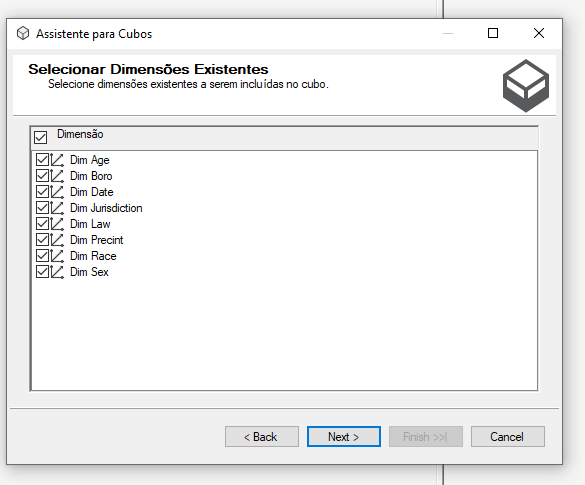 Assistente para Cubos
Selecionar Dimensões Existentes
Selecione dimensões existentes a serem incluídas no cubo.
Dimensão
Dim Age
Dim Boro
Dim Date
Dim Jurisdiction
Dim Law
Dim Precint
Dim Race
Dim Sex
< Back
Next >
Finish >>|
Cancel